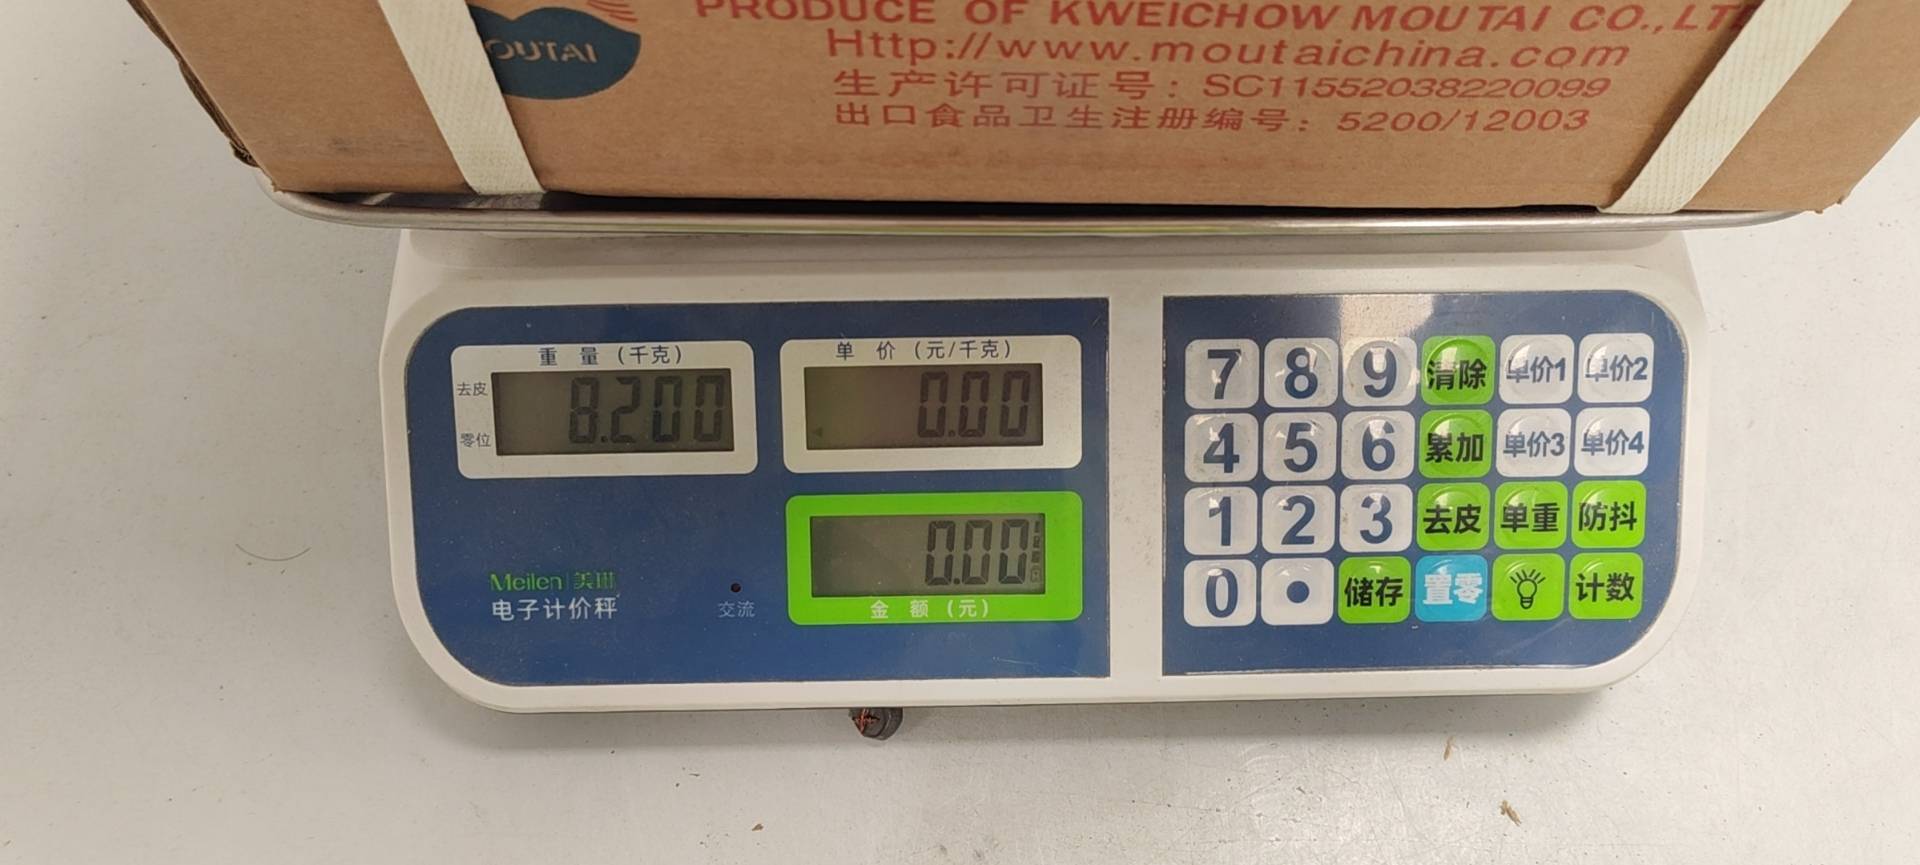 OUTAI
PRODUCE OF KWEICHOW MOUTAI CO.,LT
Http://www.moutaichina.com
生产许可证号：SC11552038220099
出口食品卫生注册编号：5200/12003
重 量（千克）
单 价（元/千克）
去皮
零位
8.200
0.00
0.00
金 额（元）
Meilen 美琳
电子计价秤
交流
7 8 9 清除 单价1 单价2
4 5 6 累加 单价3 单价4
1 2 3 去皮 单重 防抖
0 • 储存 置零 计数